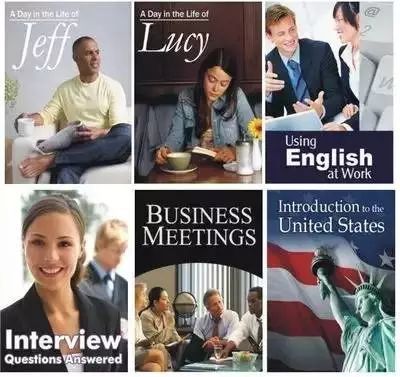 A Day in the Life of
Jeff
A Day in the Life of
Lucy
Using
English
at Work
@
2
Interview
Questions Answered
BUSINESS
MEETINGS
Introduction to the
United States